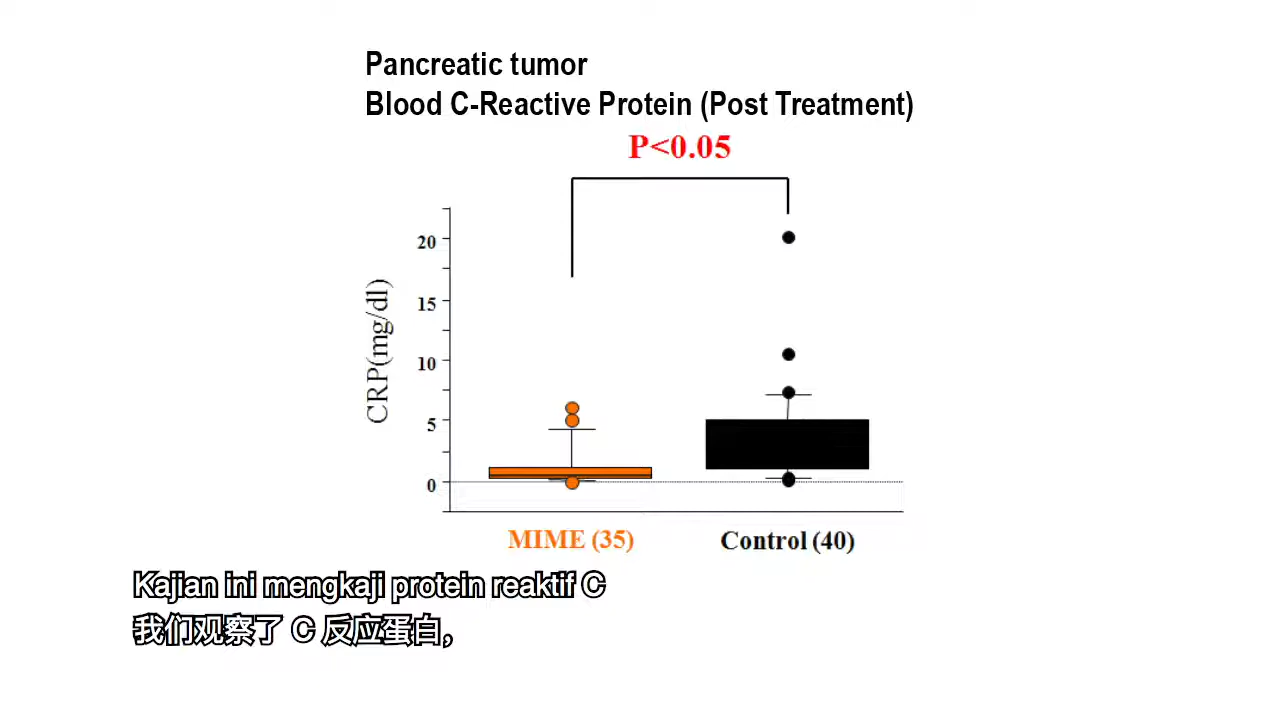 Pancreatic tumor
Blood C-Reactive Protein (Post Treatment)
P<0.05
CRP(mg/dl)
20
15
10
5
0
MIME (35)
Control (40)
Kajian ini mengkaji protein reaktif C
我们观察了 C 反应蛋白，